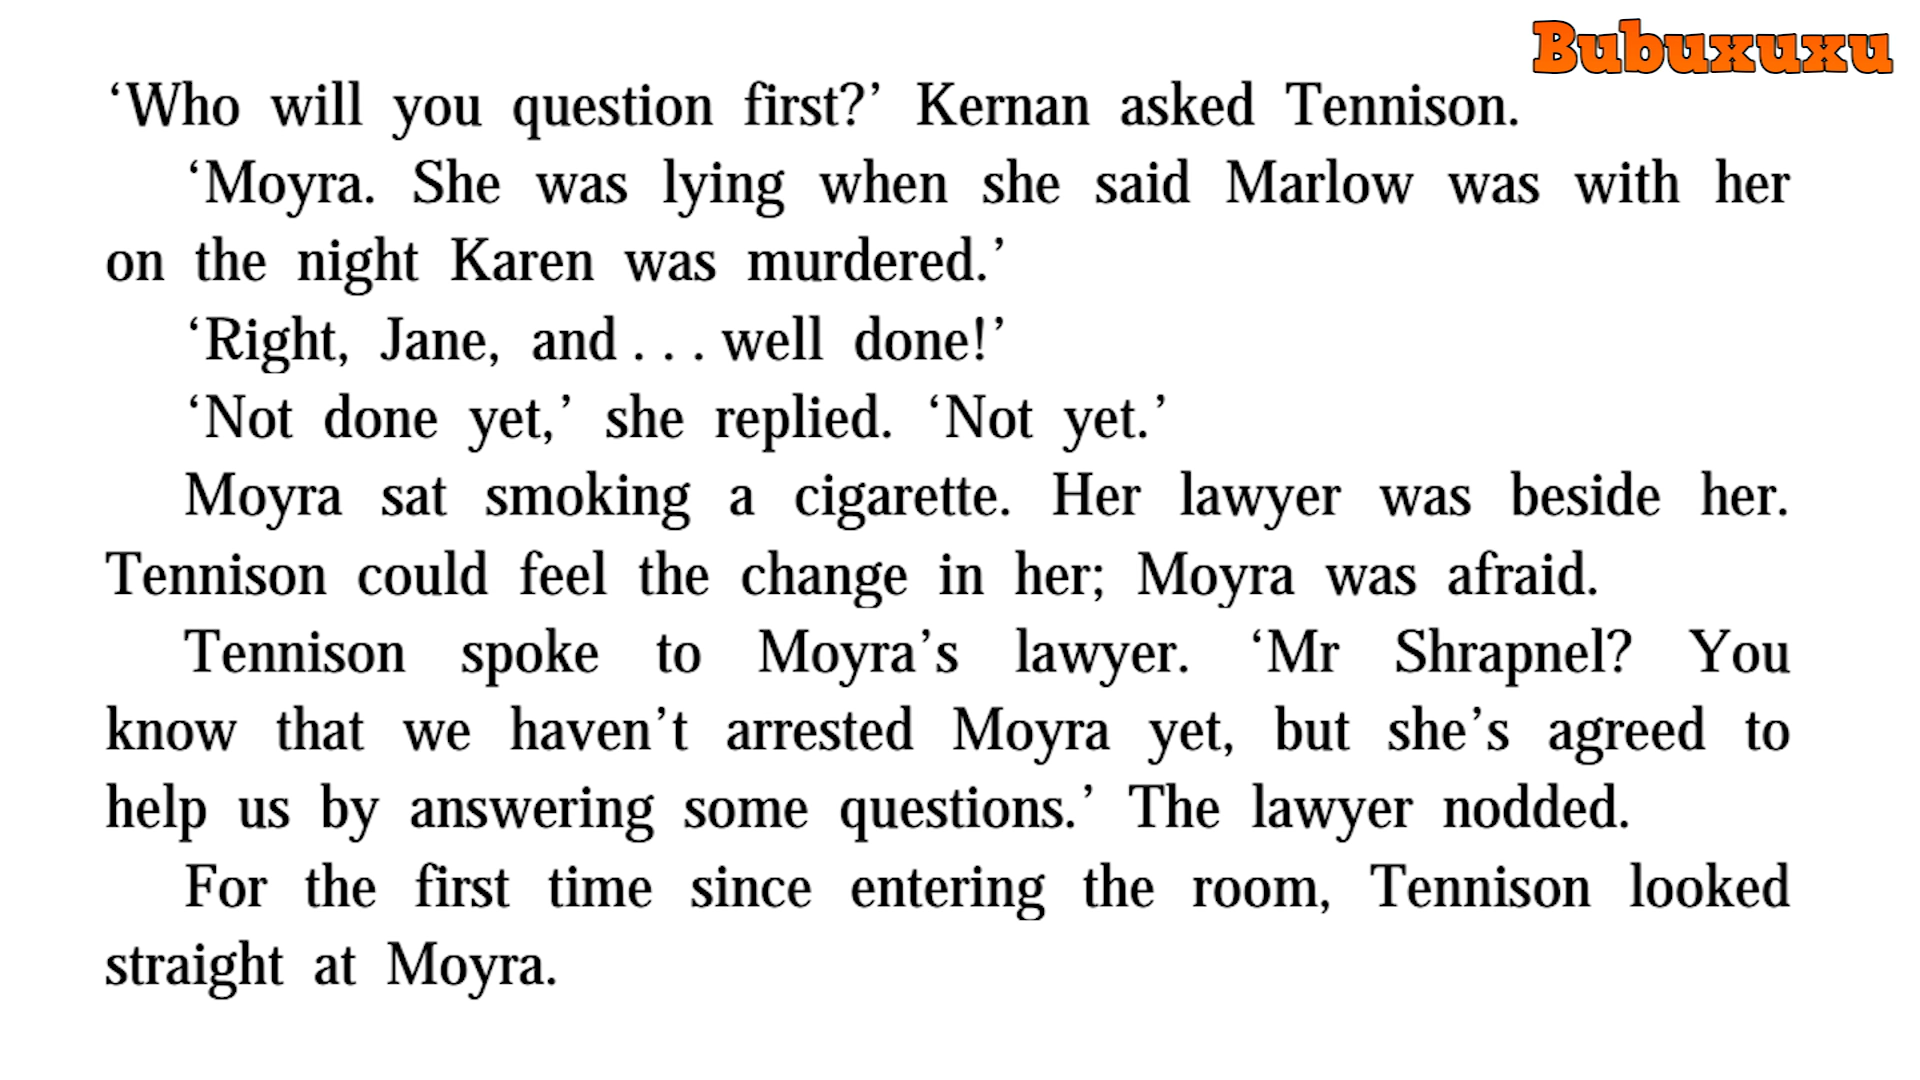 Bubuxuxu
‘Who will you question first?’ Kernan asked Tennison.
‘Moyra. She was lying when she said Marlow was with her
on the night Karen was murdered.’
‘Right, Jane, and . . . well done!’
‘Not done yet,’ she replied. ‘Not yet.’
Moyra sat smoking a cigarette. Her lawyer was beside her.
Tennison could feel the change in her; Moyra was afraid.
Tennison spoke to Moyra’s lawyer. ‘Mr Shrapnel? You
know that we haven’t arrested Moyra yet, but she’s agreed to
help us by answering some questions.’ The lawyer nodded.
For the first time since entering the room, Tennison looked
straight at Moyra.